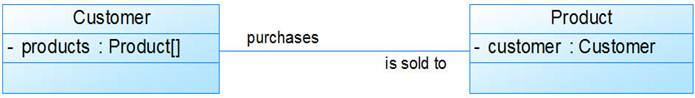 Customer
- products : Product[]
purchases
is sold to
Product
- customer : Customer